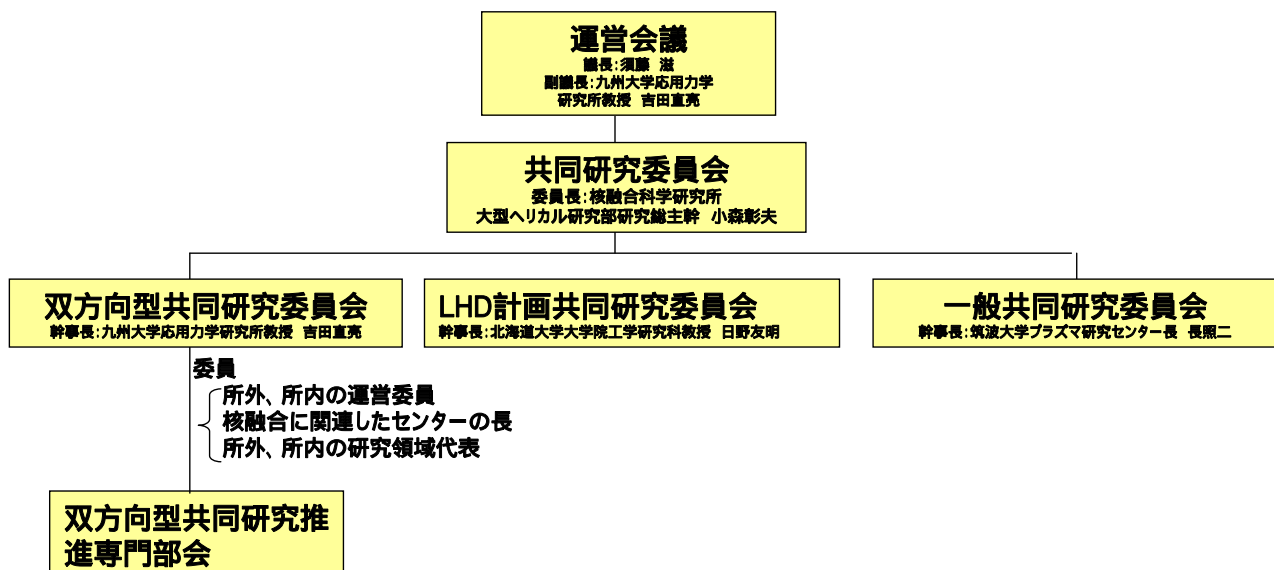 運営会議
議長:須藤 滋
副議長:九州大学応用力学
研究所教授 吉田直亮
共同研究委員会
委員長:核融合科学研究所
大型ヘリカル研究部研究総主幹 小森彰夫
双方向型共同研究委員会
幹事長:九州大学応用力学研究所教授 吉田直亮
LHD計画共同研究委員会
幹事長:北海道大学大学院工学研究科教授 日野友明
一般共同研究委員会
幹事長:筑波大学プラズマ研究センター長 長照二
委員
所外、所内の運営委員
核融合に関連したセンターの長
所外、所内の研究領域代表
双方向型共同研究推
進専門部会